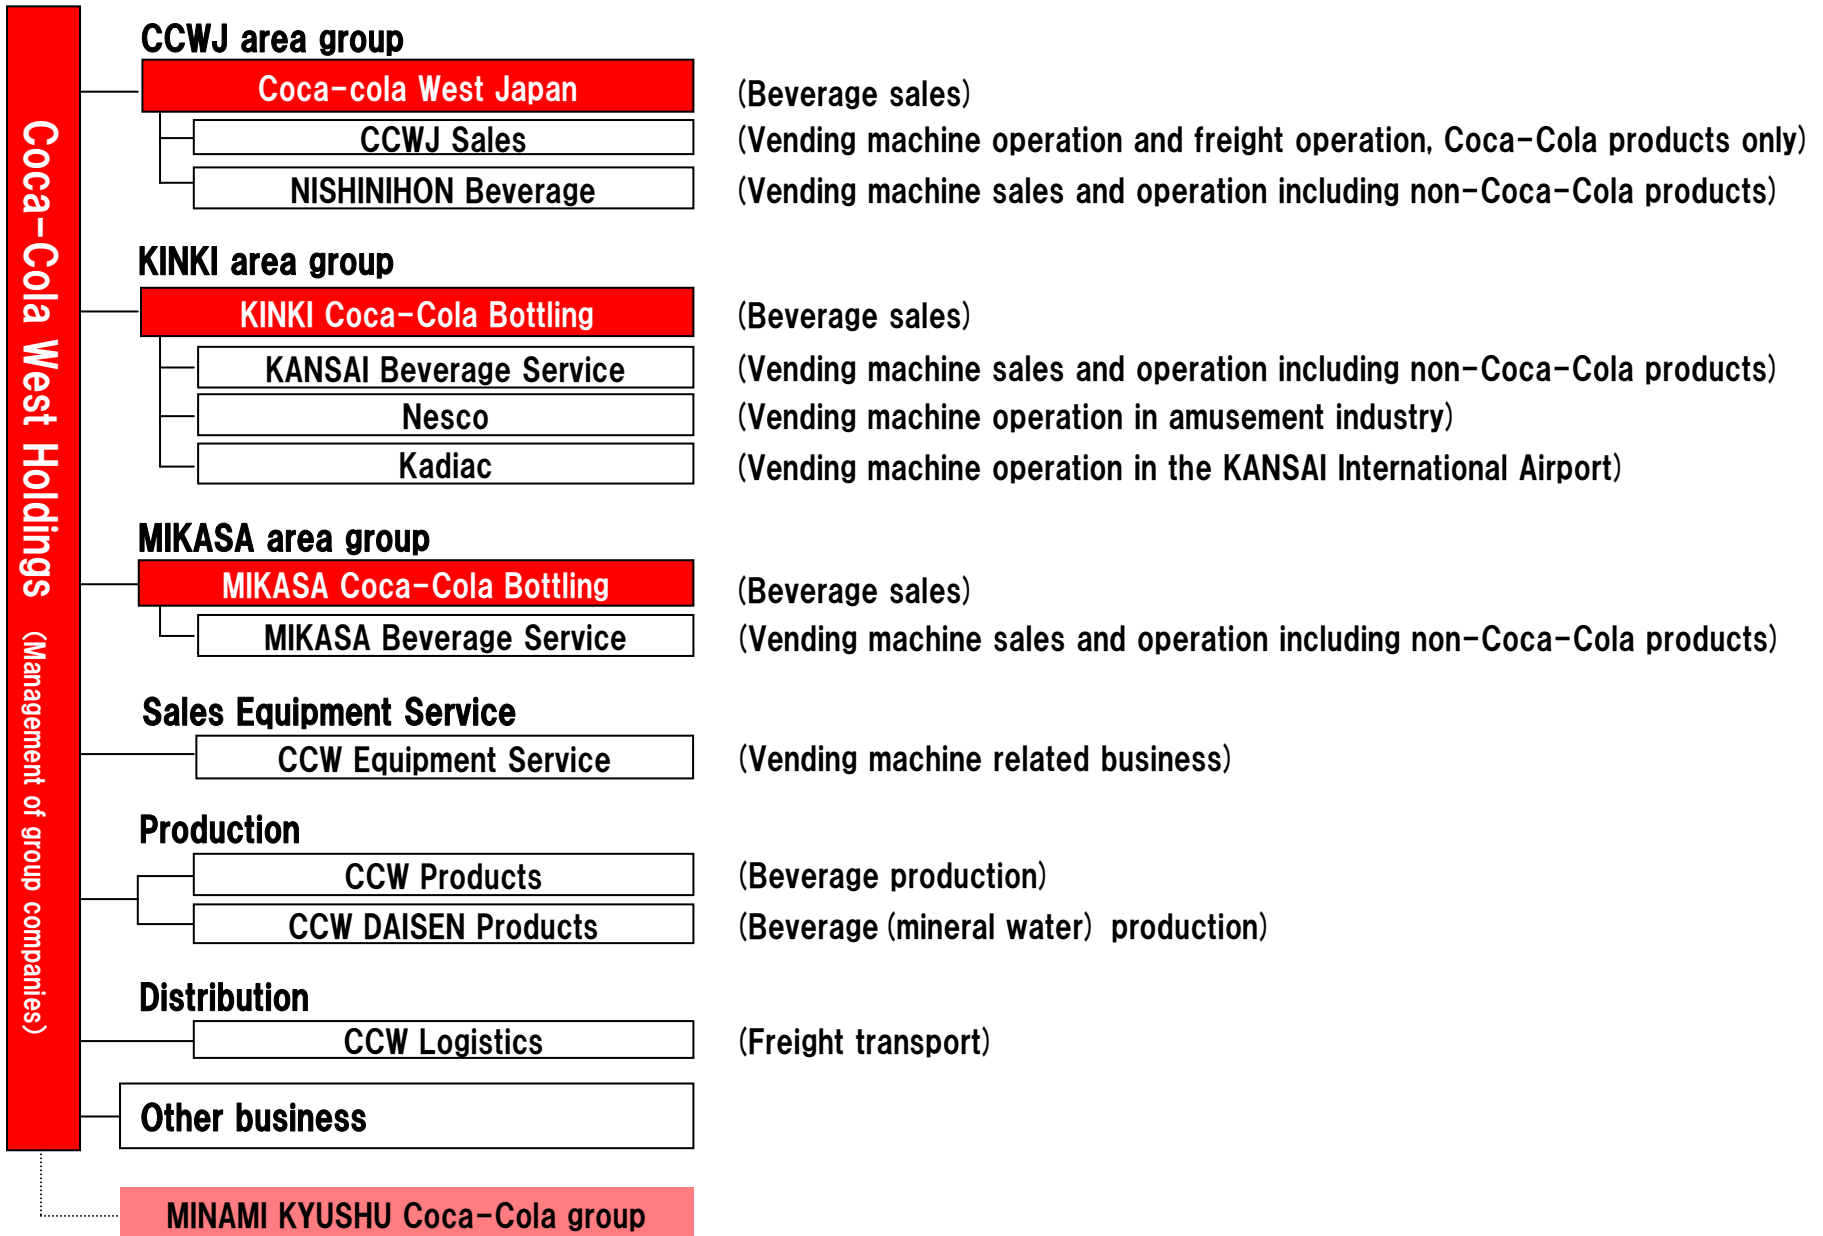 Coca-Cola West Holdings (Management of group companies)
CCWJ area group
Coca-cola West Japan (Beverage sales)
CCWJ Sales (Vending machine operation and freight operation, Coca-Cola products only)
NISHINIHON Beverage (Vending machine sales and operation including non-Coca-Cola products)
KINKI area group
KINKI Coca-Cola Bottling (Beverage sales)
KANSAI Beverage Service (Vending machine sales and operation including non-Coca-Cola products)
Nesco (Vending machine operation in amusement industry)
Kadiac (Vending machine operation in the KANSAI International Airport)
MIKASA area group
MIKASA Coca-Cola Bottling (Beverage sales)
MIKASA Beverage Service (Vending machine sales and operation including non-Coca-Cola products)
Sales Equipment Service
CCW Equipment Service (Vending machine related business)
Production
CCW Products (Beverage production)
CCW DAISEN Products (Beverage (mineral water) production)
Distribution
CCW Logistics (Freight transport)
Other business
MINAMI KYUSHU Coca-Cola group